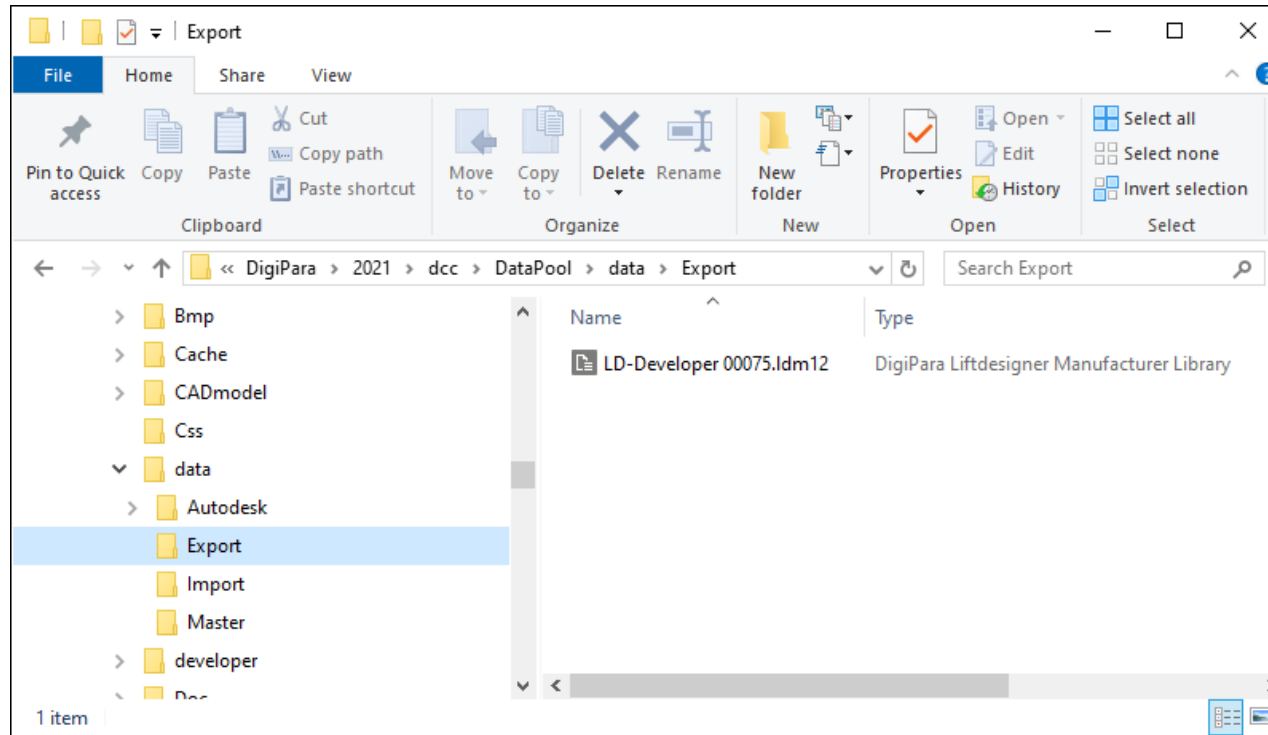 Export
File Home Share View
Pin to Quick access
Copy
Paste
Cut
Copy path
Paste shortcut
Clipboard
Move to
Copy to
Delete
Rename
Organize
New folder
New
Properties
Open
Edit
History
Open
Select all
Select none
Invert selection
Select
« DigiPara > 2021 > dcc > DataPool > data > Export
Search Export
Bmp
Cache
CADmodel
Css
data
Autodesk
Export
Import
Master
developer
Name Type
LD-Developer 00075.ldm12 DigiPara Liftdesigner Manufacturer Library
1 item